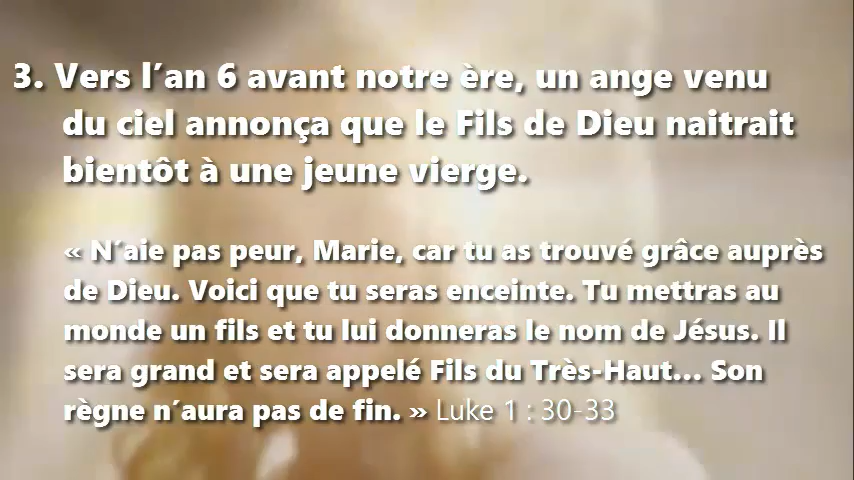 3. Vers l´an 6 avant notre ère, un ange venu
du ciel annonça que le Fils de Dieu naitrait
bientôt à une jeune vierge.
« N´aie pas peur, Marie, car tu as trouvé grâce auprès
de Dieu. Voici que tu seras enceinte. Tu mettras au
monde un fils et tu lui donneras le nom de Jésus. Il
sera grand et sera appelé Fils du Très-Haut… Son
règne n´aura pas de fin. » Luke 1 : 30-33